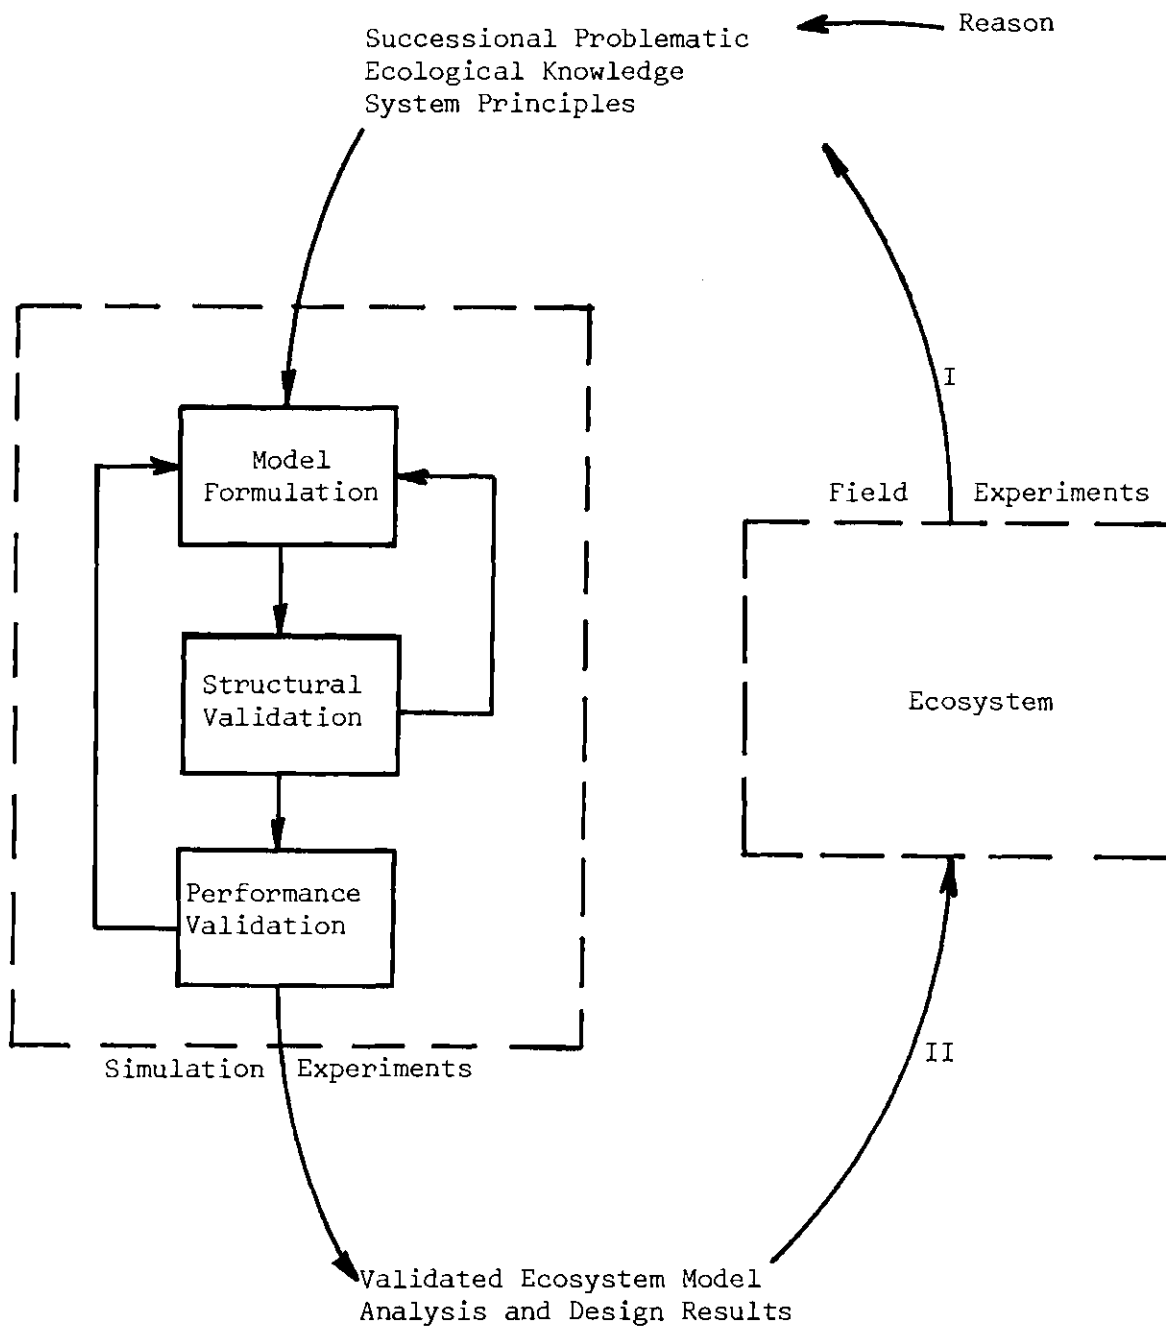 Reason
Successional Problematic
Ecological Knowledge
System Principles
I
Model
Formulation
Field Experiments
Structural
Validation
Ecosystem
Performance
Validation
II
Simulation Experiments
Validated Ecosystem Model
Analysis and Design Results